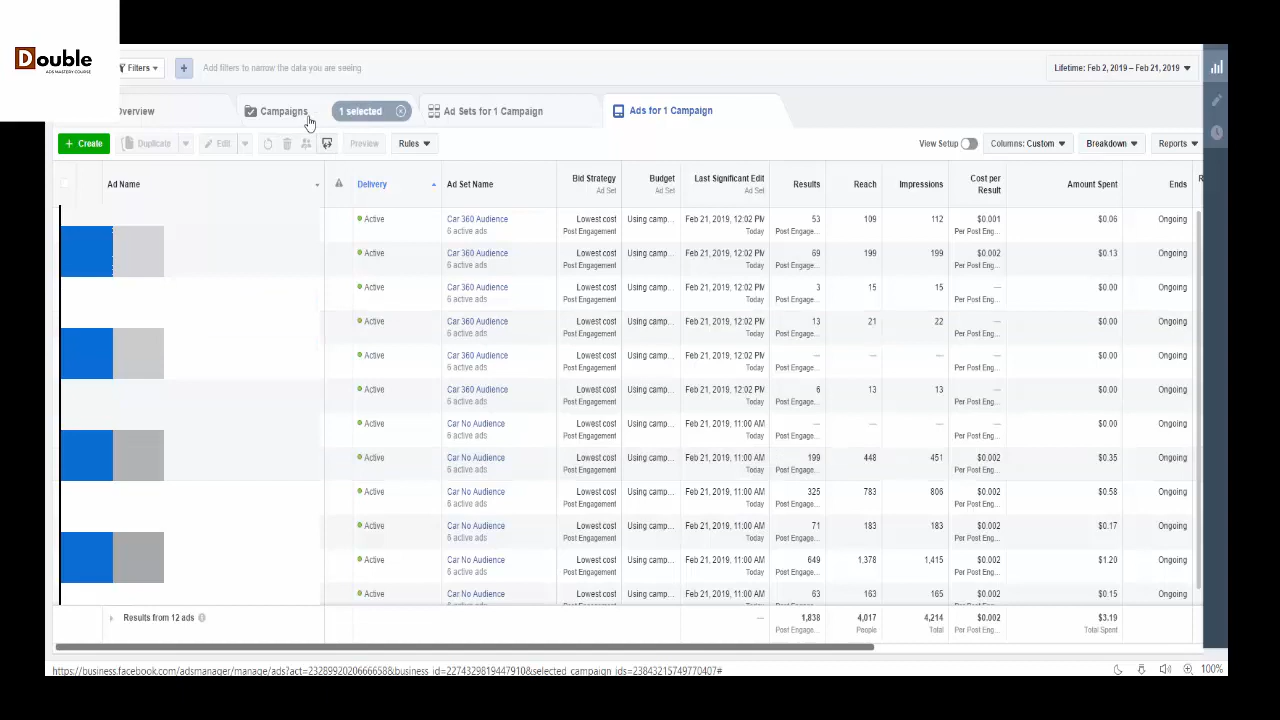 Double
ADS MASTERY COURSE
Filters
+
Add filters to narrow the data you are seeing
Lifetime: Feb 2, 2019 – Feb 21, 2019
Overview
Campaigns
1 selected
Ad Sets for 1 Campaign
Ads for 1 Campaign
+ Create
Duplicate
Edit
Preview
Rules
View Setup
Columns: Custom
Breakdown
Reports
Ad Name
Delivery
Ad Set Name
Bid Strategy
Ad Set
Budget
Ad Set
Last Significant Edit
Ad Set
Results
Reach
Impressions
Cost per
Result
Amount Spent
Ends
R
Active Car 360 Audience Lowest cost Using camp... Feb 21, 2019, 12:02 PM 53 109 112 $0.001 $0.06 Ongoing
6 active ads Post Engagement Today Post Engage... Per Post Eng...
Active Car 360 Audience Lowest cost Using camp... Feb 21, 2019, 12:02 PM 69 199 199 $0.002 $0.13 Ongoing
6 active ads Post Engagement Today Post Engage... Per Post Eng...
Active Car 360 Audience Lowest cost Using camp... Feb 21, 2019, 12:02 PM 3 15 15 — $0.00 Ongoing
6 active ads Post Engagement Today Post Engage... Per Post Eng...
Active Car 360 Audience Lowest cost Using camp... Feb 21, 2019, 12:02 PM 13 21 22 — $0.00 Ongoing
6 active ads Post Engagement Today Post Engage... Per Post Eng...
Active Car 360 Audience Lowest cost Using camp... Feb 21, 2019, 12:02 PM — — — — $0.00 Ongoing
6 active ads Post Engagement Today Post Engage... Per Post Eng...
Active Car 360 Audience Lowest cost Using camp... Feb 21, 2019, 12:02 PM 6 13 13 — $0.00 Ongoing
6 active ads Post Engagement Today Post Engage... Per Post Eng...
Active Car No Audience Lowest cost Using camp... Feb 21, 2019, 11:00 AM — — — — $0.00 Ongoing
6 active ads Post Engagement Today Post Engage... Per Post Eng...
Active Car No Audience Lowest cost Using camp... Feb 21, 2019, 11:00 AM 199 448 451 $0.002 $0.35 Ongoing
6 active ads Post Engagement Today Post Engage... Per Post Eng...
Active Car No Audience Lowest cost Using camp... Feb 21, 2019, 11:00 AM 325 783 806 $0.002 $0.58 Ongoing
6 active ads Post Engagement Today Post Engage... Per Post Eng...
Active Car No Audience Lowest cost Using camp... Feb 21, 2019, 11:00 AM 71 183 183 $0.002 $0.17 Ongoing
6 active ads Post Engagement Today Post Engage... Per Post Eng...
Active Car No Audience Lowest cost Using camp... Feb 21, 2019, 11:00 AM 649 1,378 1,415 $0.002 $1.20 Ongoing
6 active ads Post Engagement Today Post Engage... Per Post Eng...
Active Car No Audience Lowest cost Using camp... Feb 21, 2019, 11:00 AM 63 163 165 $0.002 $0.15 Ongoing
Results from 12 ads — 1,838 4,017 4,214 $0.002 $3.19
Post Engage... People Total Per Post Eng... Total Spent
https://business.facebook.com/adsmanager/manage/ads?act=2328992020666658&business_id=227432981944791​0&selected_campaign_ids=23843215749770407#
100%